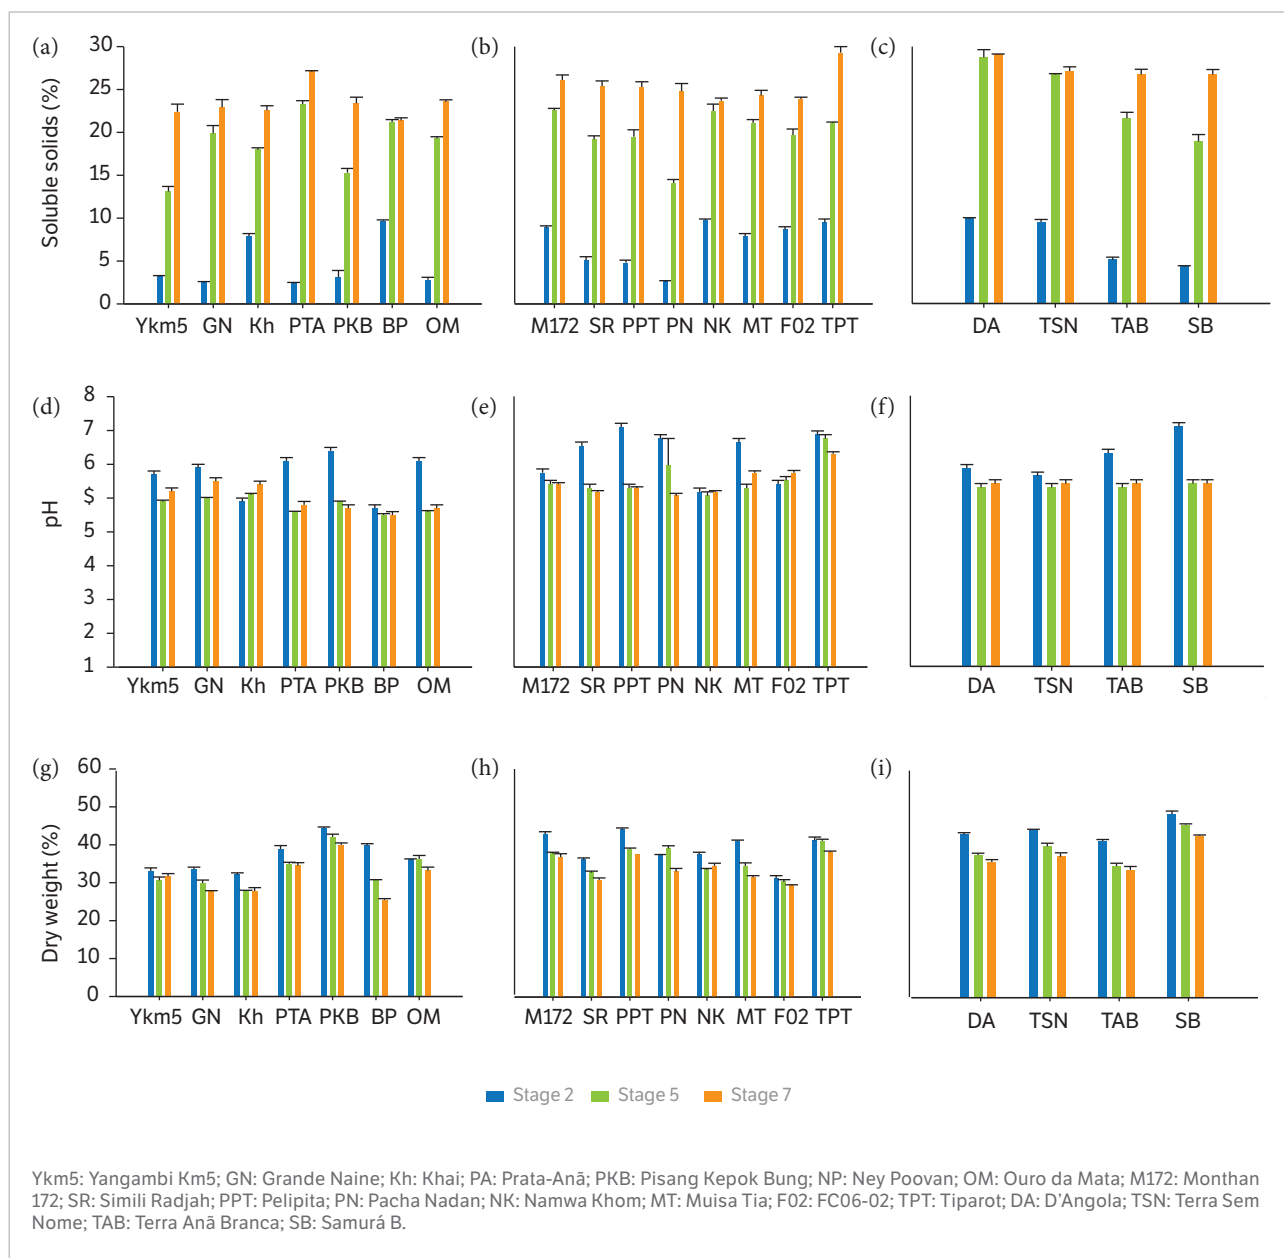 (a) (b) (c)
Soluble solids (%)
30
25
20
15
10
5
0
Ykm5 GN Kh PTA PKB BP OM
M172 SR PPT PN NK MT F02 TPT
DA TSN TAB SB
(d) (e) (f)
pH
8
7
6
5
5
3
2
1
Ykm5 GN Kh PTA PKB BP OM
M172 SR PPT PN NK MT F02 TPT
DA TSN TAB SB
(g) (h) (i)
Dry weight (%)
60
50
40
30
20
10
0
Ykm5 GN Kh PTA PKB BP OM
M172 SR PPT PN NK MT F02 TPT
DA TSN TAB SB
Stage 2 Stage 5 Stage 7
Ykm5: Yangambi Km5; GN: Grande Naine; Kh: Khai; PA: Prata-Anã; PKB: Pisang Kepok Bung; NP: Ney Poovan; OM: Ouro da Mata; M172: Monthan
172; SR: Simili Radjah; PPT: Pelipita; PN: Pacha Nadan; NK: Namwa Khom; MT: Muisa Tia; F02: FC06-02; TPT: Tiparot; DA: D’Angola; TSN: Terra Sem
Nome; TAB: Terra Anã Branca; SB: Samurá B.